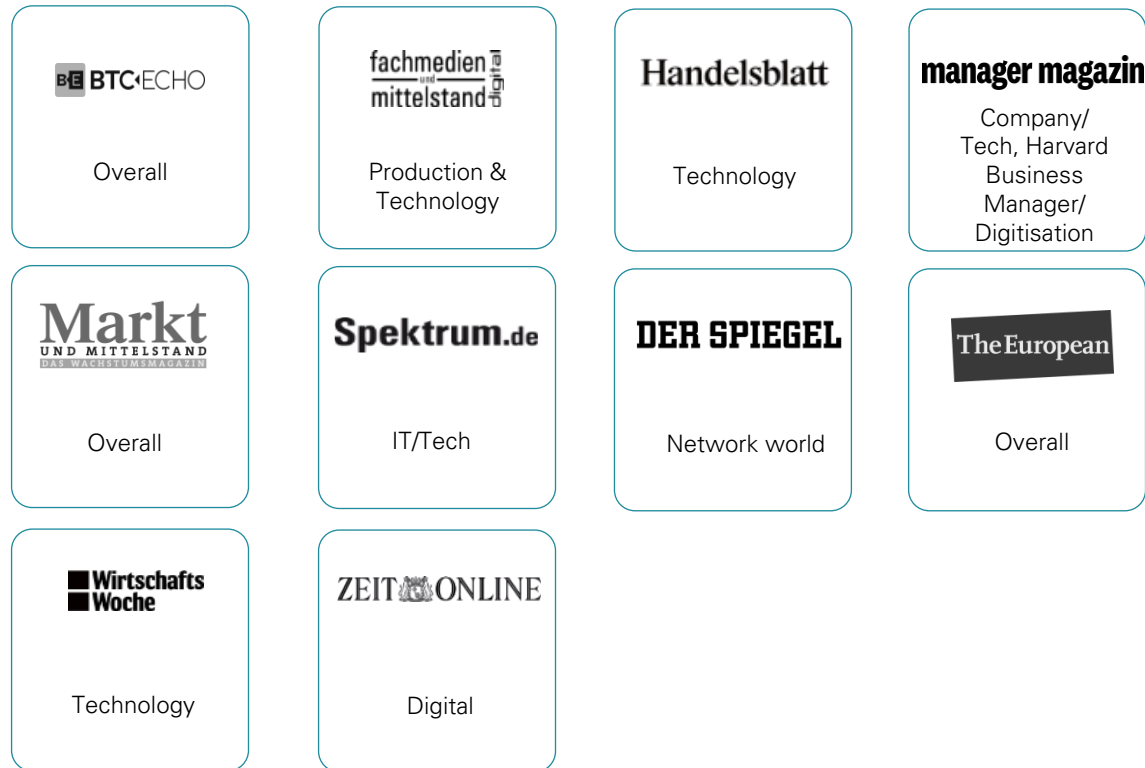 BE BTC ECHO
Overall
fachmedien
und
mittelstand
digital
Production &
Technology
Handelsblatt
Technology
manager magazin
Company/
Tech, Harvard
Business
Manager/
Digitisation
Markt
UND MITTELSTAND
DAS WACHSTUMSMAGAZIN
Overall
Spektrum.de
IT/Tech
DER SPIEGEL
Network world
The European
Overall
Wirtschafts
Woche
Technology
ZEIT ONLINE
Digital